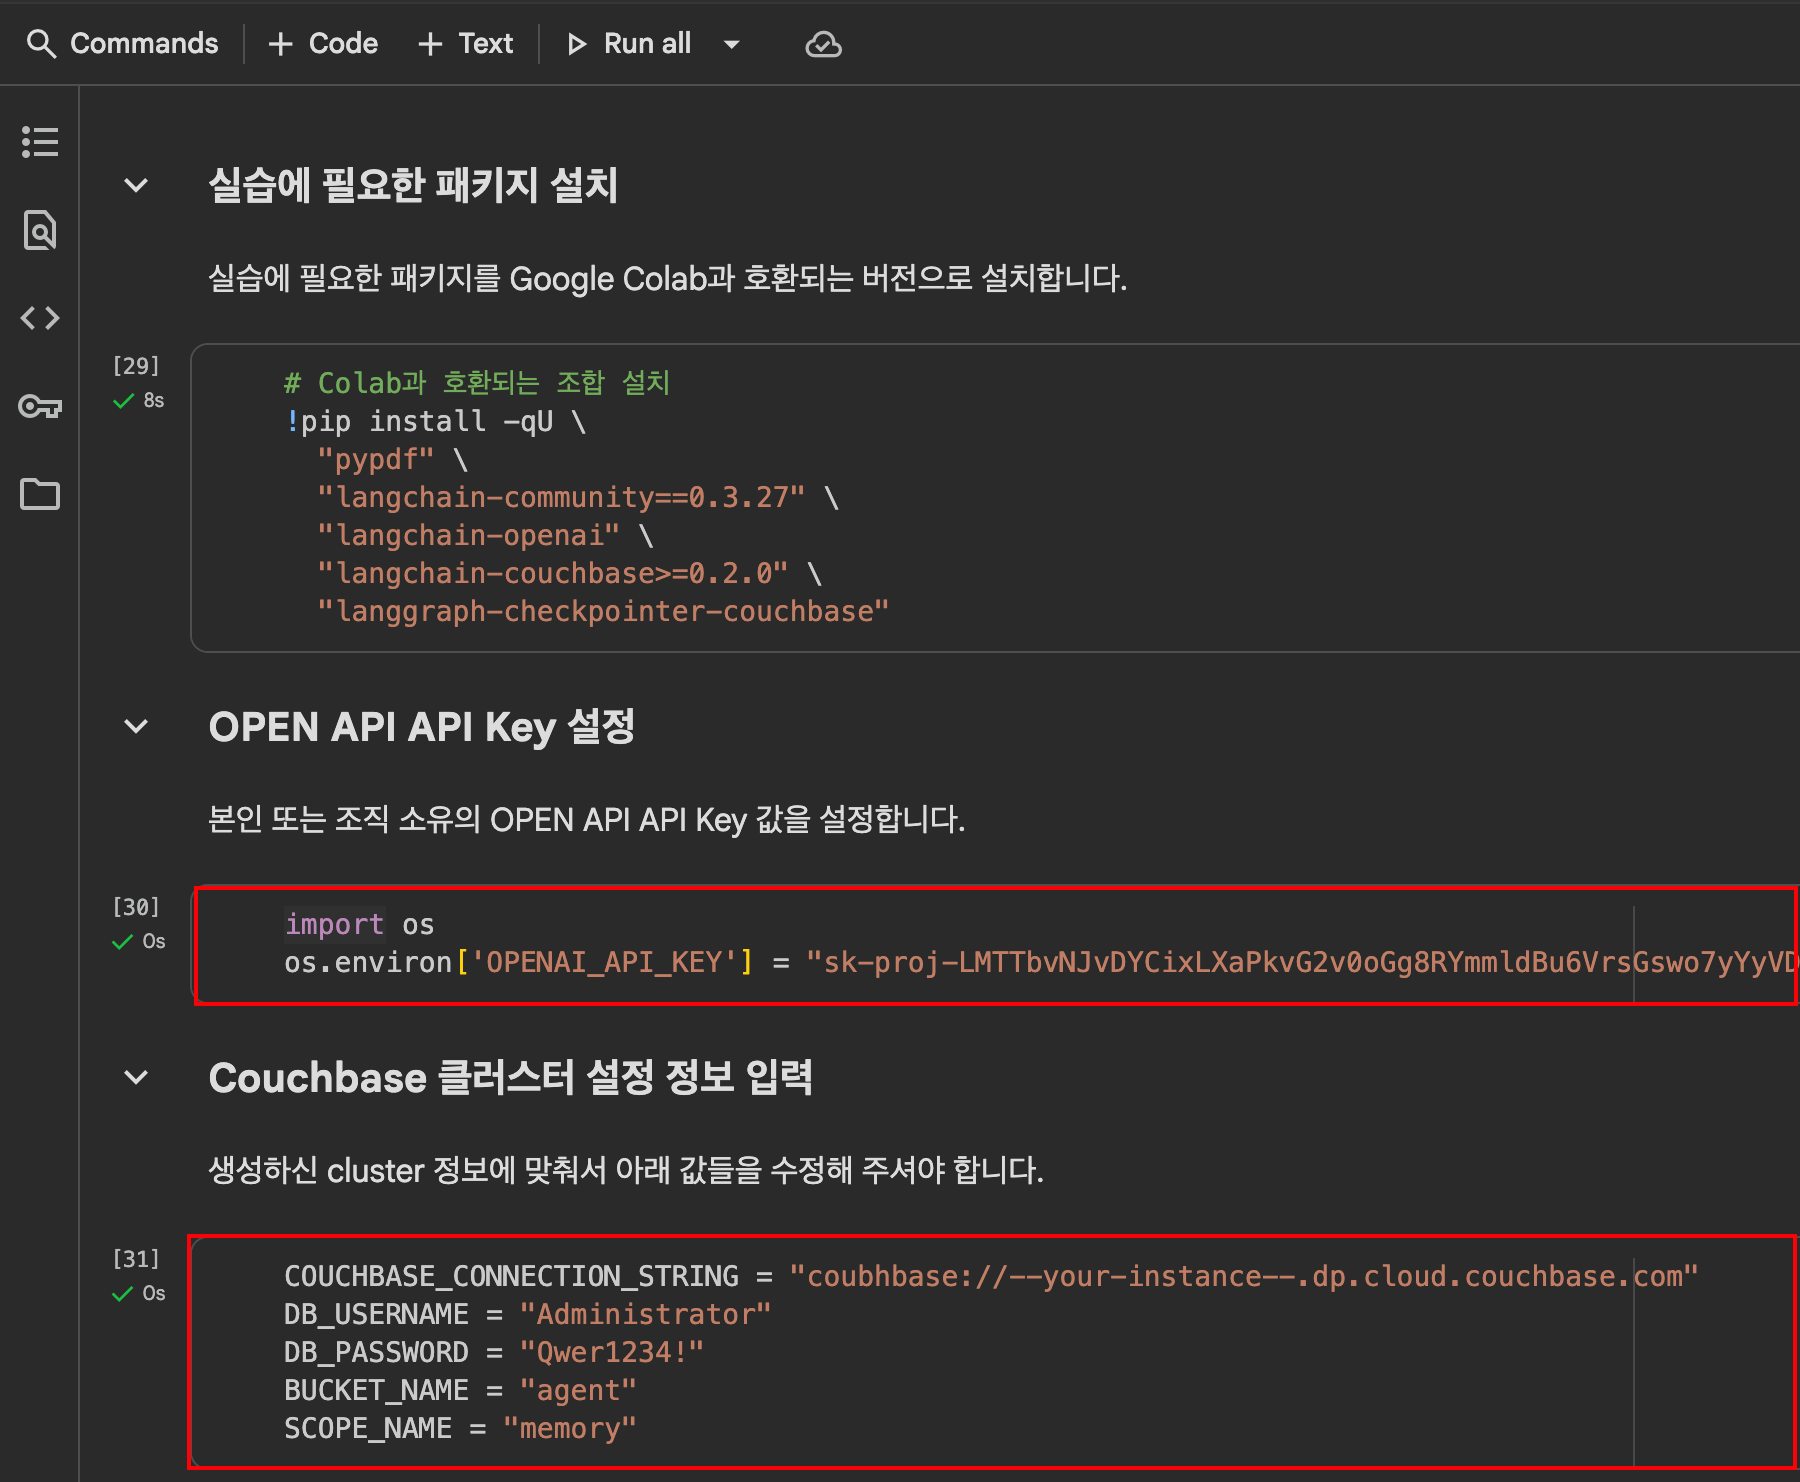 Commands + Code + Text Run all
실습에 필요한 패키지 설치
실습에 필요한 패키지를 Google Colab과 호환되는 버전으로 설치합니다.
[29]
8s
# Colab과 호환되는 조합 설치
!pip install -qU \
"pypdf" \
"langchain-community==0.3.27" \
"langchain-openai" \
"langchain-couchbase>=0.2.0" \
"langgraph-checkpointer-couchbase"
OPEN API API Key 설정
본인 또는 조직 소유의 OPEN API API Key 값을 설정합니다.
[30]
0s
import os
os.environ['OPENAI_API_KEY'] = "sk-proj-LMTTbvNJvDYCixLXaPkvG2v0oGg8RYmmldBu6VrsGswo7yYyVD
Couchbase 클러스터 설정 정보 입력
생성하신 cluster 정보에 맞춰서 아래 값들을 수정해 주셔야 합니다.
[31]
0s
COUCHBASE_CONNECTION_STRING = "coubhbase://--your-instance--.dp.cloud.couchbase.com"
DB_USERNAME = "Administrator"
DB_PASSWORD = "Qwer1234!"
BUCKET_NAME = "agent"
SCOPE_NAME = "memory"